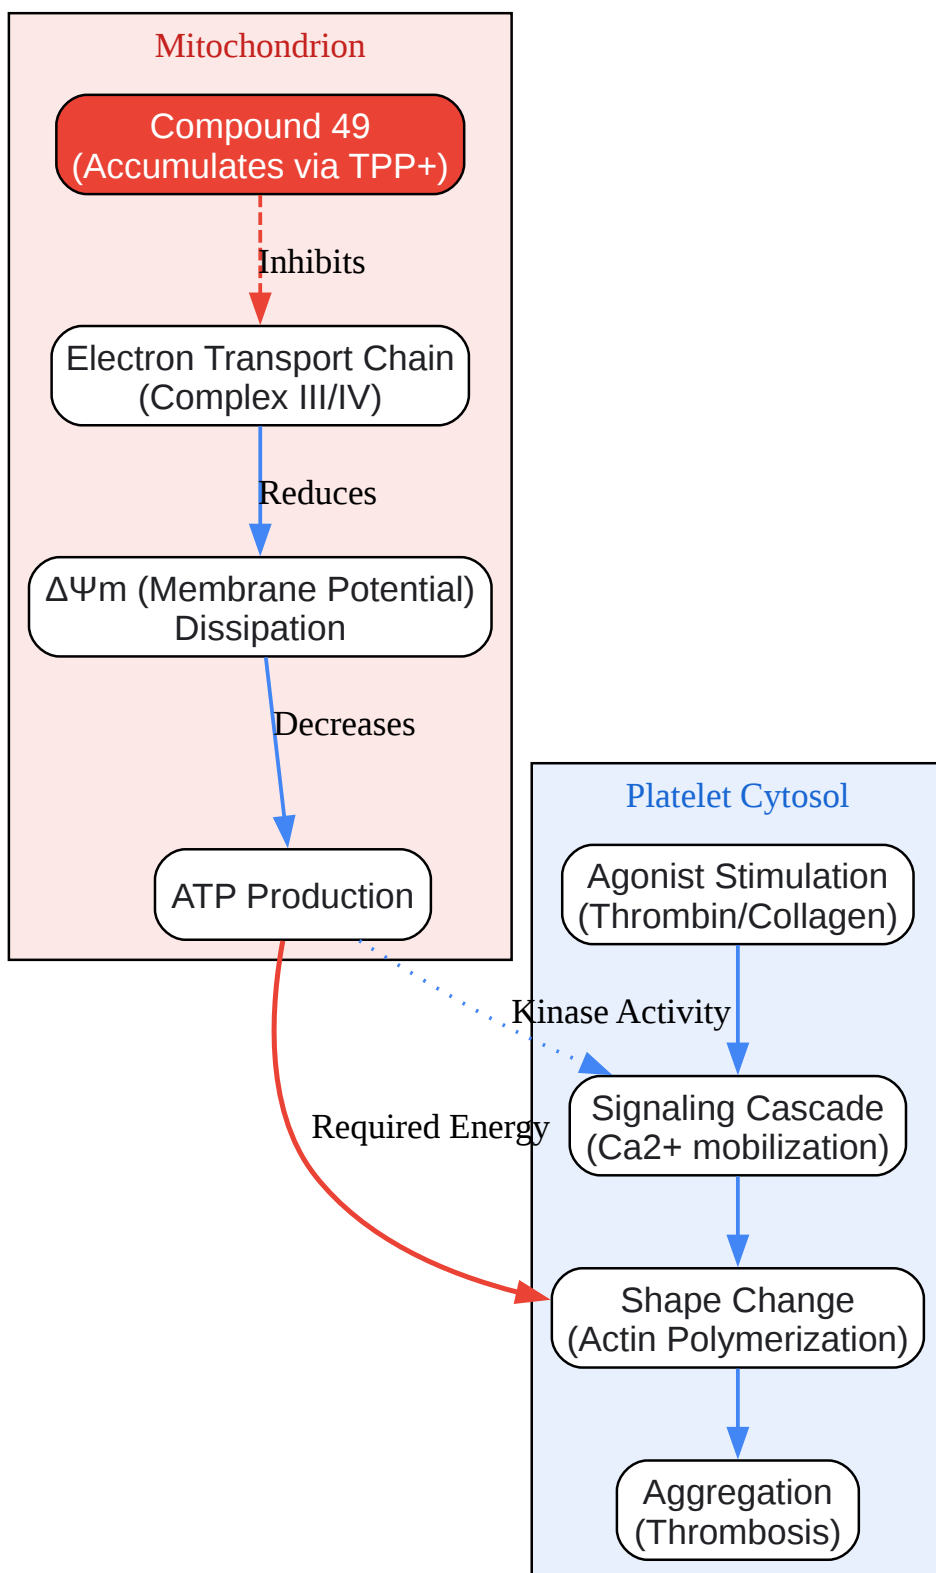 Mitochondrion
Compound 49
(Accumulates via TPP+)
Inhibits
Electron Transport Chain
(Complex III/IV)
Reduces
ΔΨm (Membrane Potential)
Dissipation
Decreases
ATP Production
Platelet Cytosol
Agonist Stimulation
(Thrombin/Collagen)
Kinase Activity
Signaling Cascade
(Ca2+ mobilization)
Required Energy
Shape Change
(Actin Polymerization)
Aggregation
(Thrombosis)